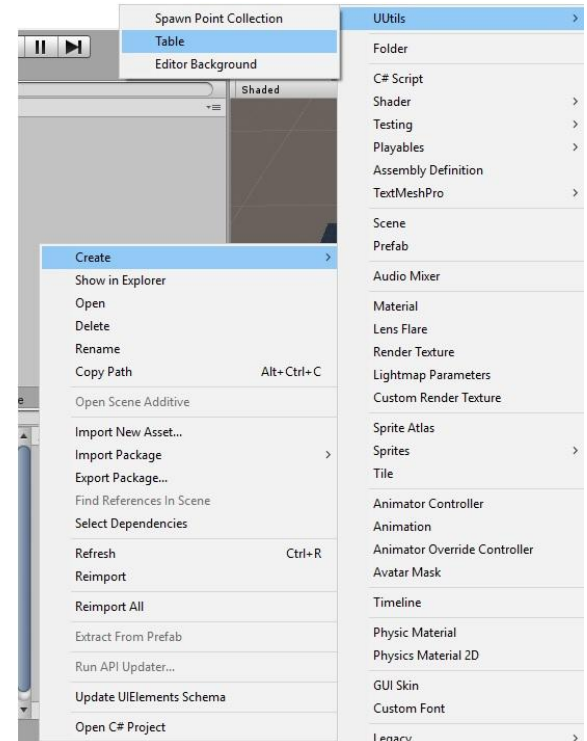 Spawn Point Collection
Table
Editor Background
Shaded
UUtils
Folder
C# Script
Shader
Testing
Playables
Assembly Definition
TextMeshPro
Scene
Prefab
Audio Mixer
Material
Lens Flare
Render Texture
Lightmap Parameters
Custom Render Texture
Sprite Atlas
Sprites
Tile
Animator Controller
Animation
Animator Override Controller
Avatar Mask
Timeline
Physic Material
Physics Material 2D
GUI Skin
Custom Font
Legacy
Create
Show in Explorer
Open
Delete
Rename
Copy Path Alt+Ctrl+C
Open Scene Additive
Import New Asset...
Import Package
Export Package...
Find References In Scene
Select Dependencies
Refresh Ctrl+R
Reimport
Reimport All
Extract From Prefab
Run API Updater...
Update UIElements Schema
Open C# Project